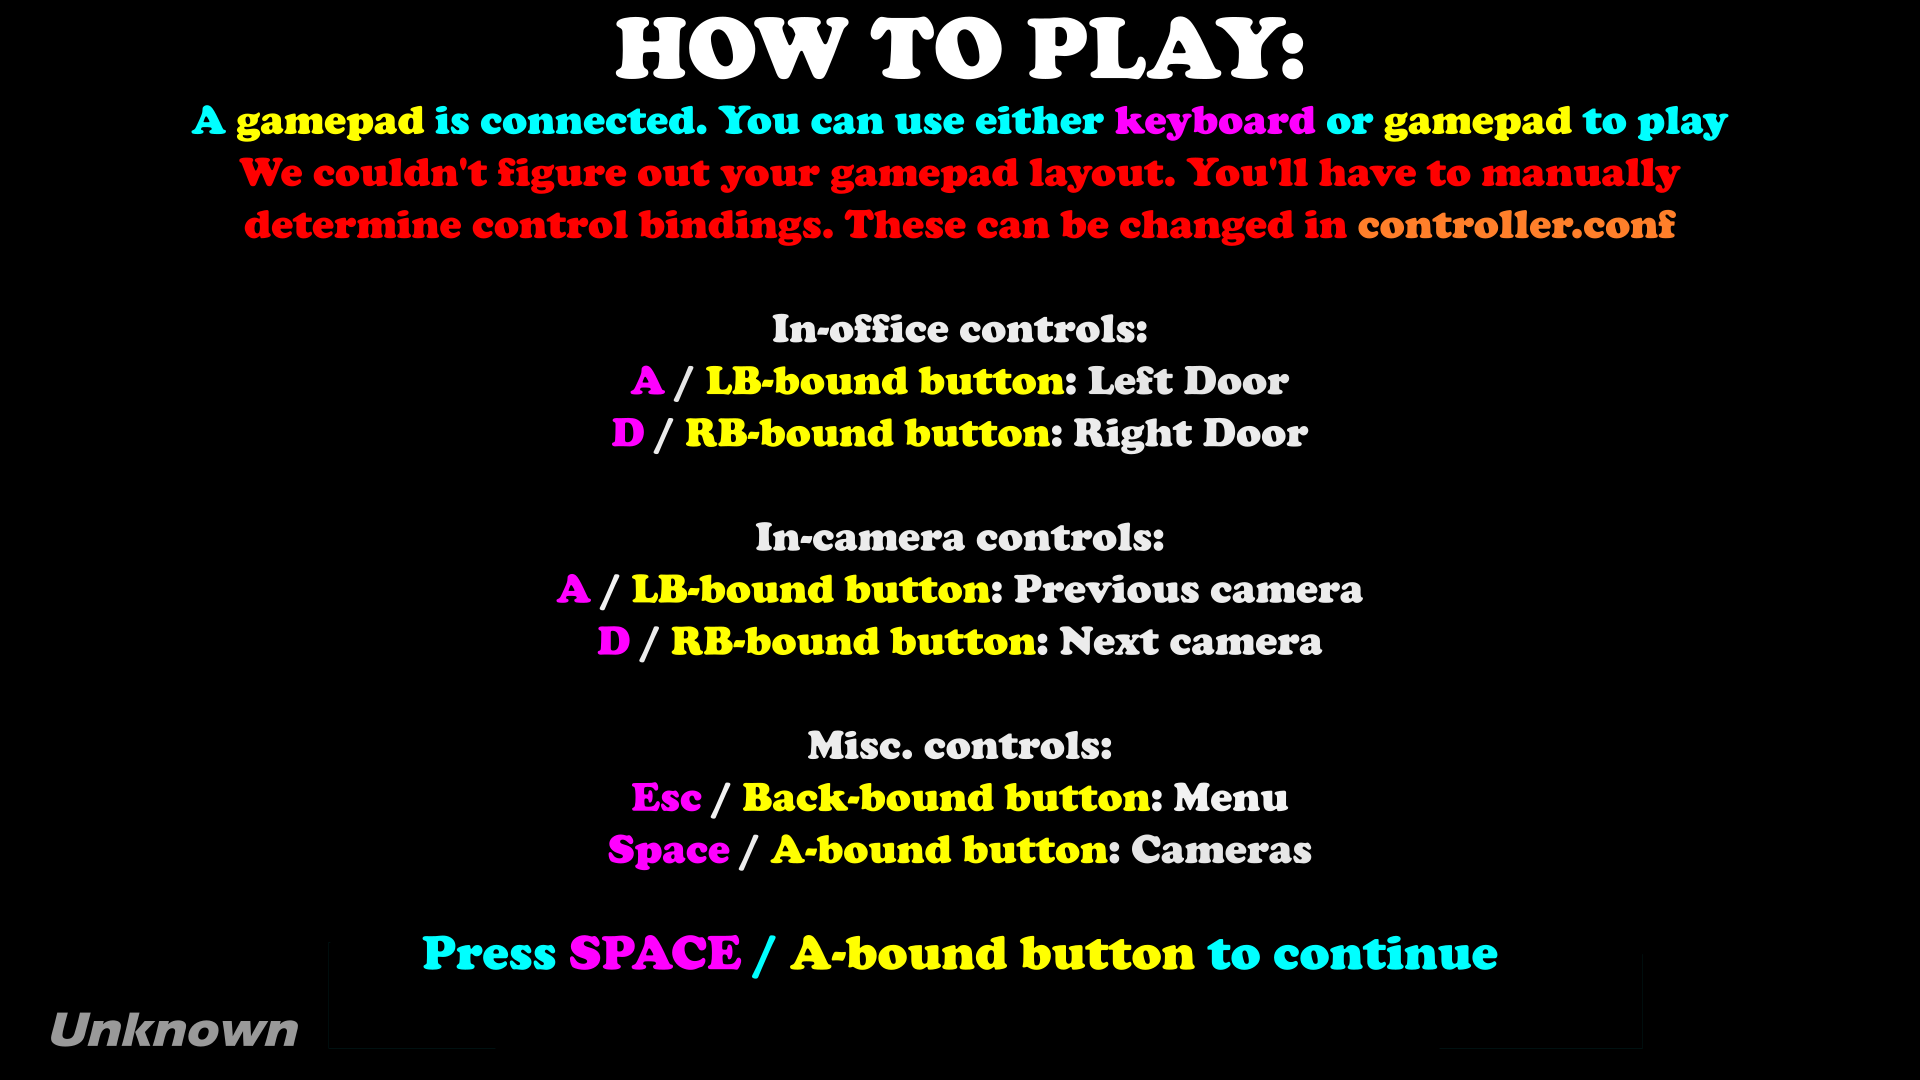 HOW TO PLAY:
A gamepad is connected. You can use either keyboard or gamepad to play
We couldn't figure out your gamepad layout. You'll have to manually
determine control bindings. These can be changed in controller.conf
In-office controls:
A / LB-bound button: Left Door
D / RB-bound button: Right Door
In-camera controls:
A / LB-bound button: Previous camera
D / RB-bound button: Next camera
Misc. controls:
Esc / Back-bound button: Menu
Space / A-bound button: Cameras
Press SPACE / A-bound button to continue
Unknown